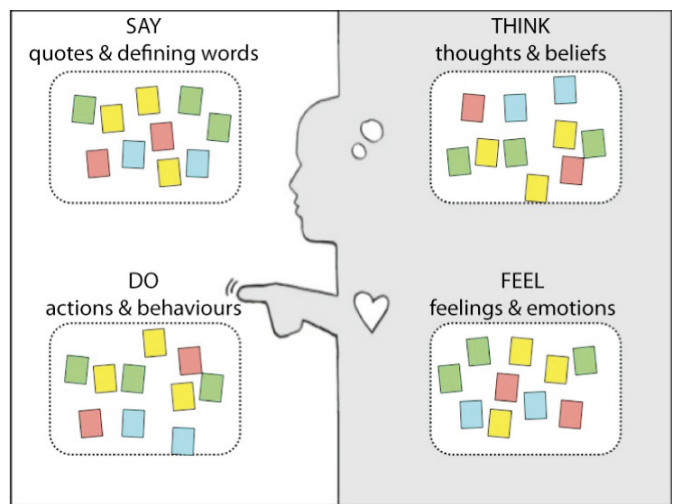 SAY
quotes & defining words
THINK
thoughts & beliefs
DO
actions & behaviours
FEEL
feelings & emotions